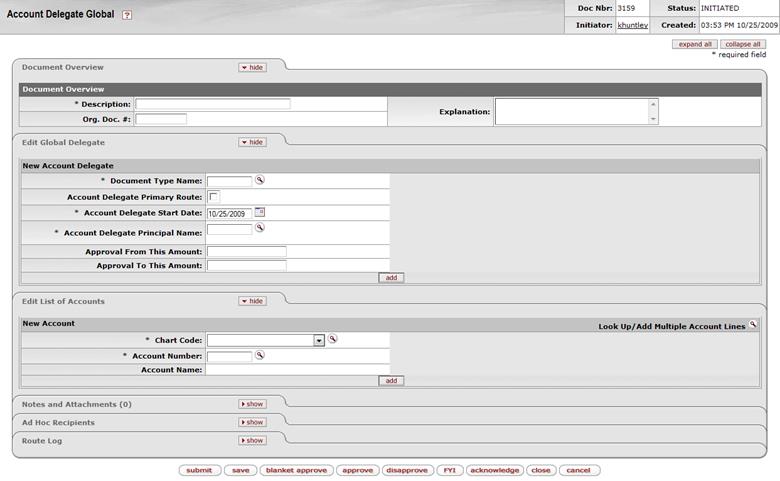 Account Delegate Global ?
Doc Nbr: 3159 Status: INITIATED
Initiator: khuntley Created: 03:53 PM 10/25/2009
expand all collapse all
* required field
Document Overview hide
Document Overview
* Description: Explanation:
Org. Doc. #:
Edit Global Delegate hide
New Account Delegate
* Document Type Name:
Account Delegate Primary Route:
* Account Delegate Start Date: 10/25/2009
* Account Delegate Principal Name:
Approval From This Amount:
Approval To This Amount:
add
Edit List of Accounts hide
New Account Look Up/Add Multiple Account Lines
* Chart Code:
* Account Number:
Account Name:
add
Notes and Attachments (0) show
Ad Hoc Recipients show
Route Log show
submit save blanket approve approve disapprove FYI acknowledge close cancel